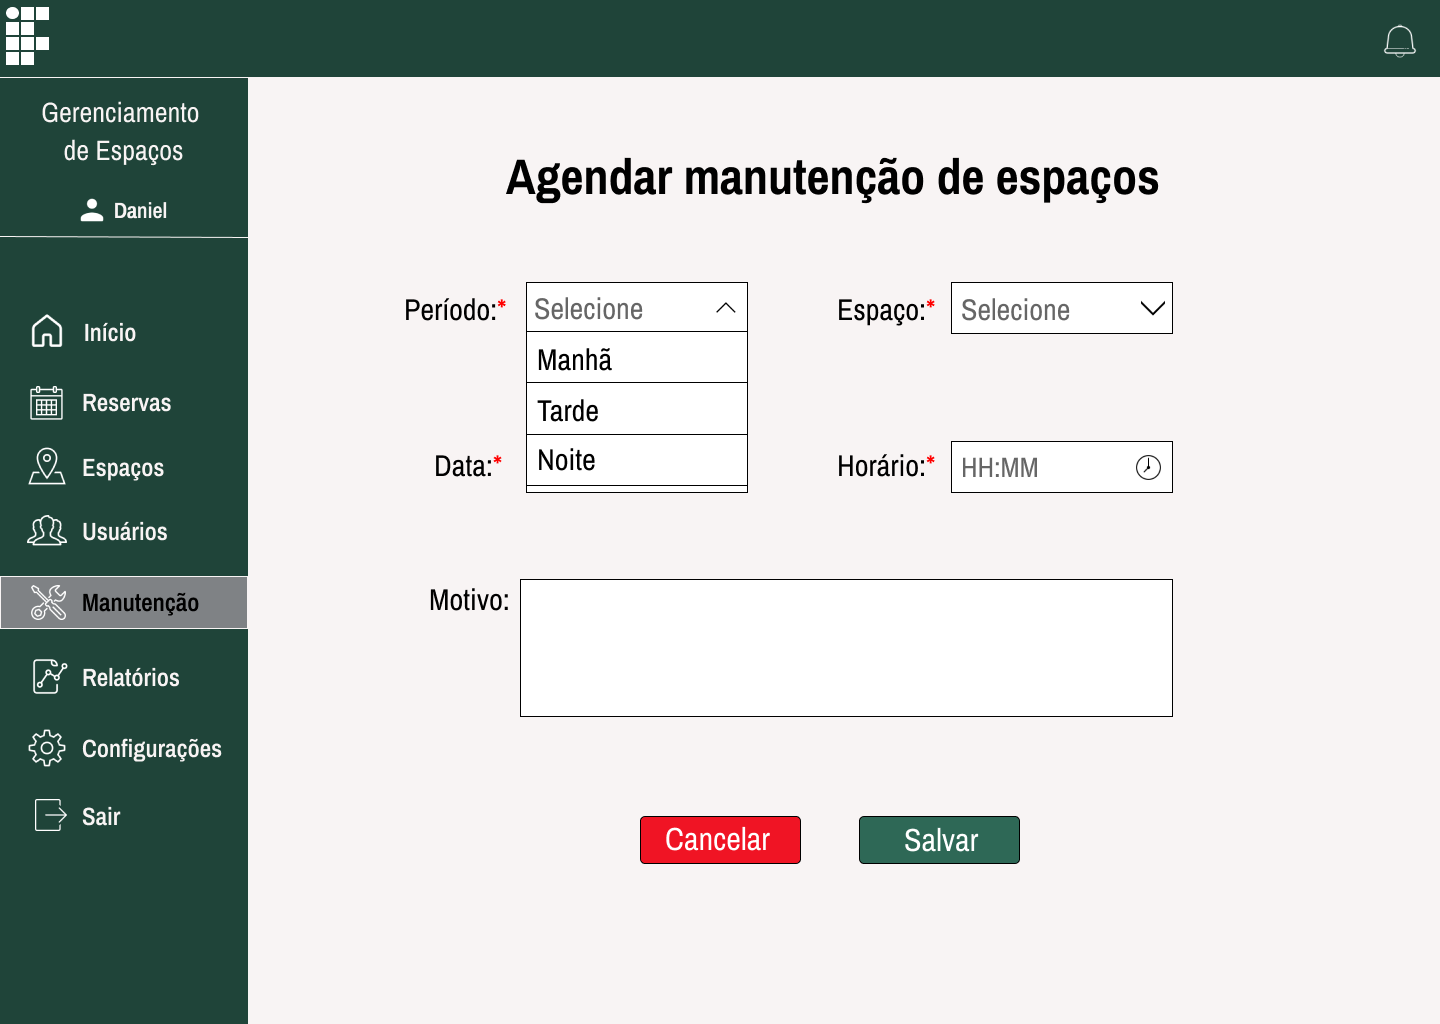 Gerenciamento
de Espaços
Daniel
Início
Reservas
Espaços
Usuários
Manutenção
Relatórios
Configurações
Sair
Agendar manutenção de espaços
Período:* Selecione
Manhã
Tarde
Noite
Espaço:* Selecione
Data:*
Horário:* HH:MM
Motivo:
Cancelar
Salvar